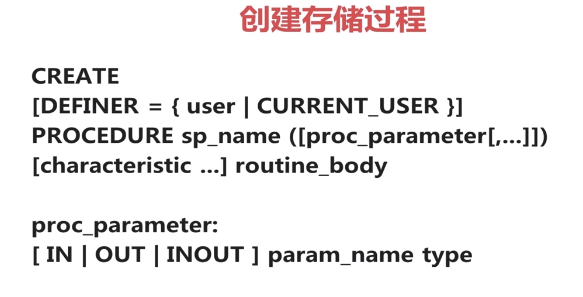 创建存储过程
CREATE
[DEFINER = { user | CURRENT_USER }]
PROCEDURE sp_name ([proc_parameter[,...]])
[characteristic ...] routine_body
proc_parameter:
[ IN | OUT | INOUT ] param_name type